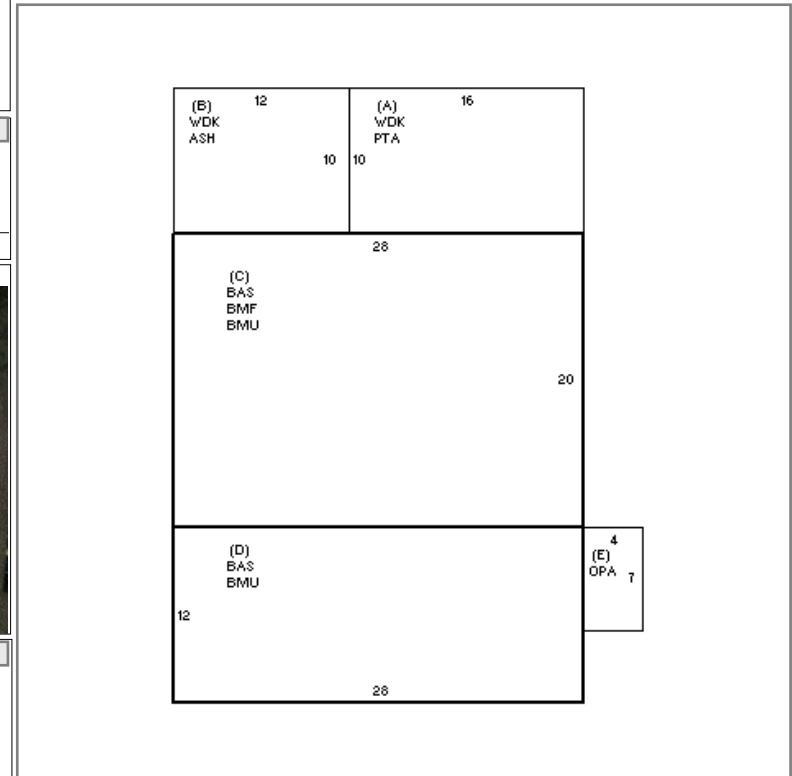 (B) 12
WDK
ASH
10
(A) 16
WDK
PTA
10
28
(C)
BAS
BMF
BMU
20
(D)
BAS
BMU
12
28
4
(E)
OPA 7